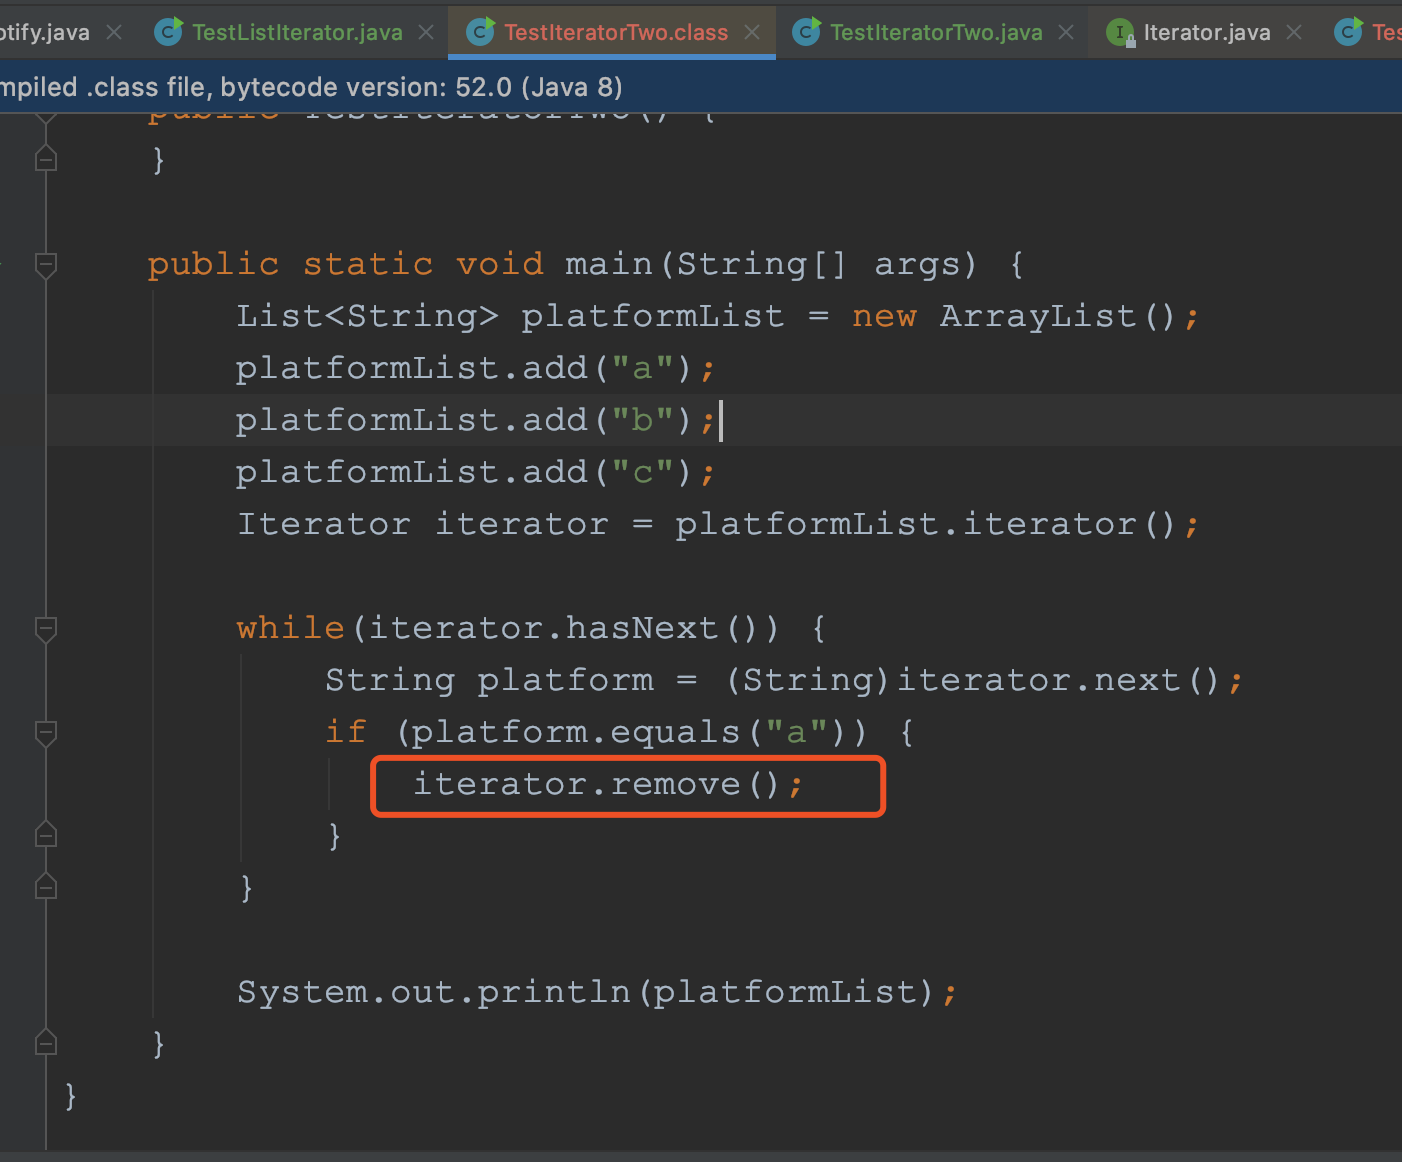 otify.java
TestListIterator.java
TestIteratorTwo.class
TestIteratorTwo.java
Iterator.java
Tes
mpiled .class file, bytecode version: 52.0 (Java 8)
public TestIteratorTwo() {
}
public static void main(String[] args) {
List<String> platformList = new ArrayList();
platformList.add("a");
platformList.add("b");
platformList.add("c");
Iterator iterator = platformList.iterator();
while(iterator.hasNext()) {
String platform = (String)iterator.next();
if (platform.equals("a")) {
iterator.remove();
}
}
System.out.println(platformList);
}
}